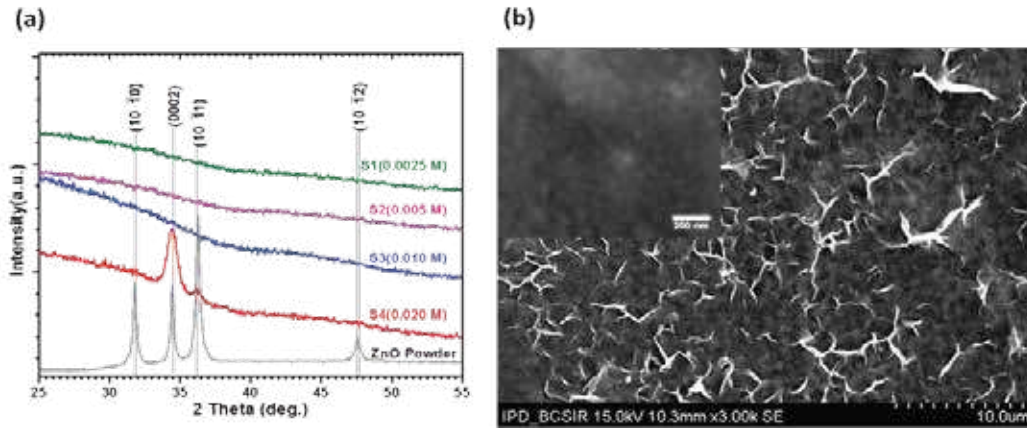 (a)
(b)
Intensity(a.u.)
(10 ¯10]
(0002)
(10 ¯11]
(10 ¯12]
S1(0.0025 M)
S2(0.005 M)
S3(0.010 M)
S4(0.020 M)
ZnO Powder
25 30 35 40 45 50 55
2 Theta (deg.)
200 nm
IPD_BCSIR 15.0kV 10.3mm x3.00k SE
10.0um